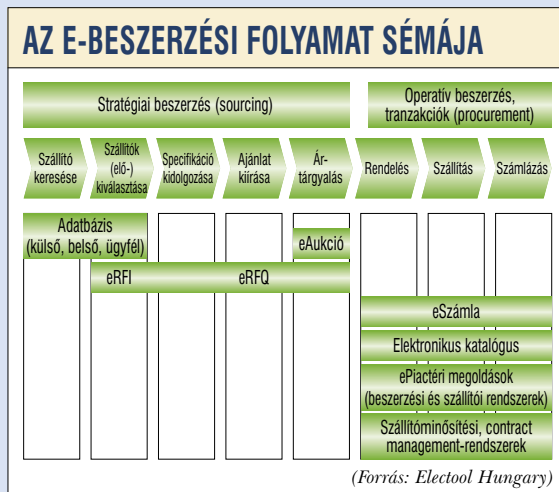 AZ E-BESZERZÉSI FOLYAMAT SÉMÁJA
Stratégiai beszerzés (sourcing)
Operatív beszerzés,
tranzakciók (procurement)
Szállító
keresése
Szállítók
(elő-)
kiválasztása
Specifikáció
kidolgozása
Ajánlat
kiírása
Ár-
tárgyalás
Rendelés
Szállítás
Számlázás
Adatbázis
(külső, belső, ügyfél)
eAukció
eRFI
eRFQ
eSzámla
Elektronikus katalógus
ePiactéri megoldások
(beszerzési és szállítói rendszerek)
Szállítóminősítési, contract
management-rendszerek
(Forrás: Electool Hungary)